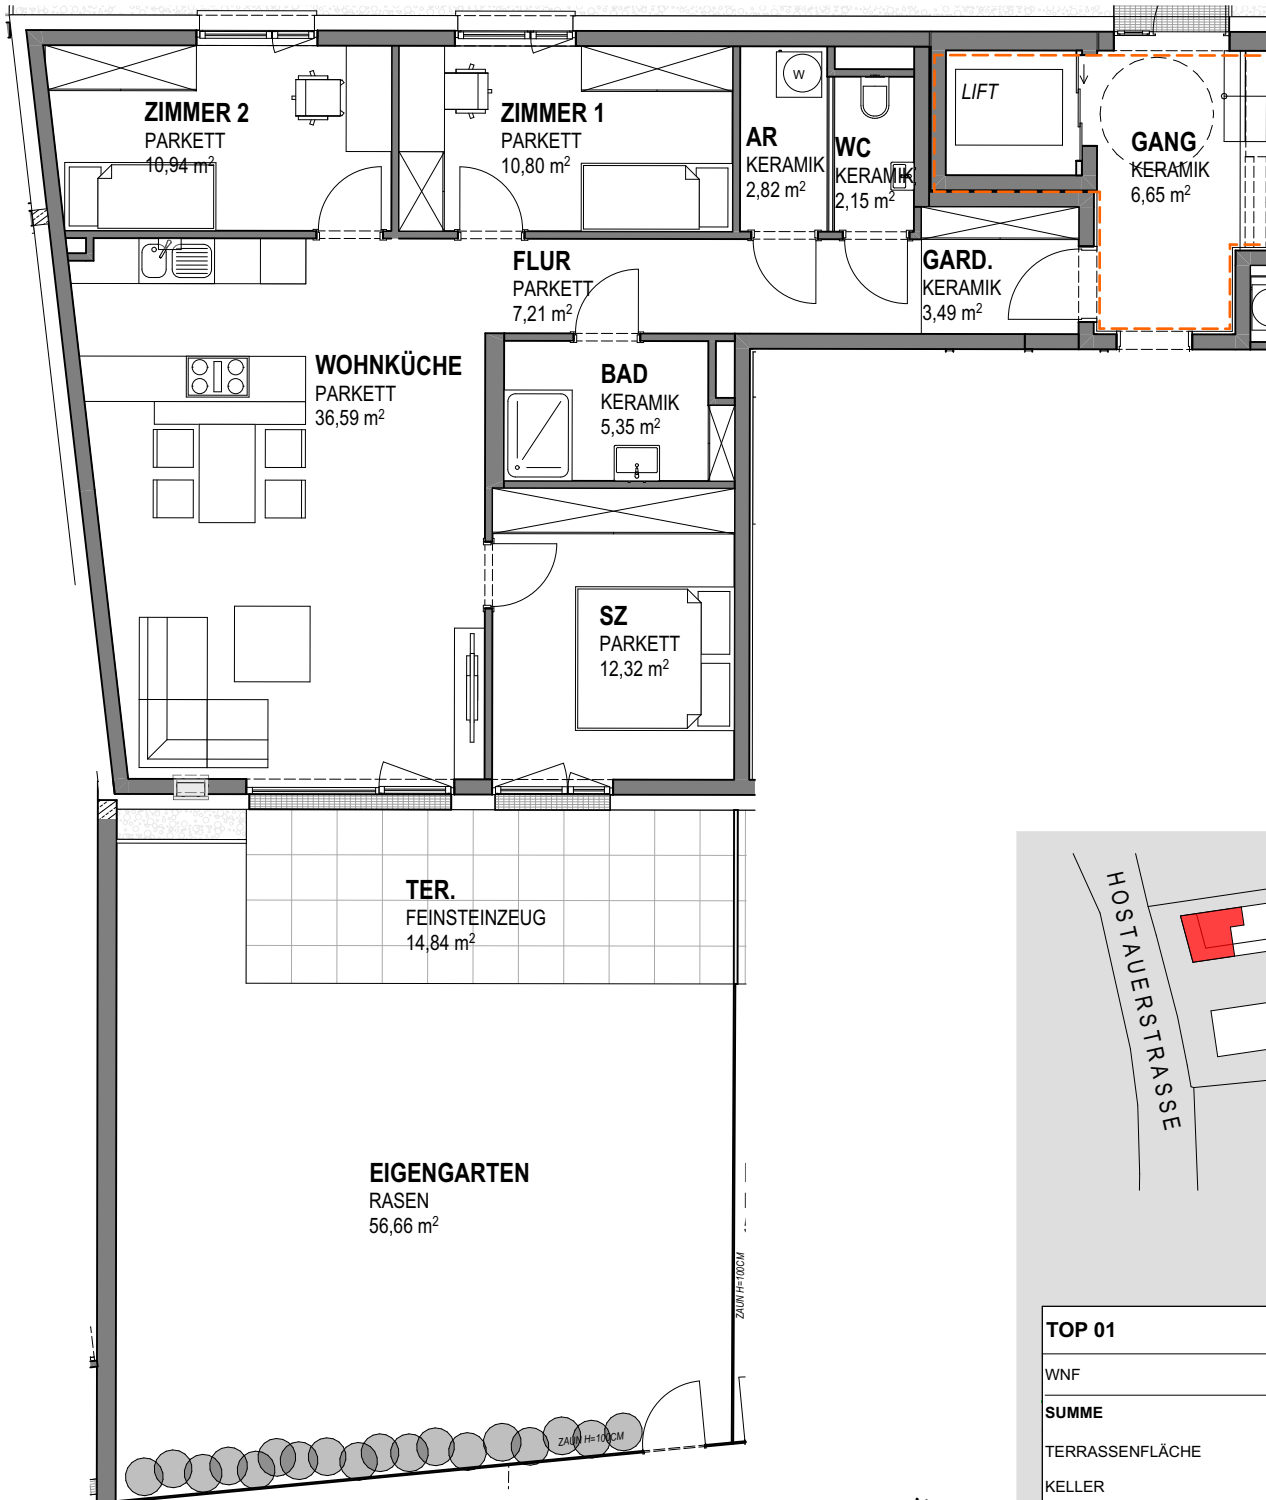 ZIMMER 2
PARKETT
10,94 m²
ZIMMER 1
PARKETT
10,80 m²
W
AR
KERAMIK
2,82 m²
WC
KERAMIK
2,15 m²
LIFT
GANG
KERAMIK
6,65 m²
FLUR
PARKETT
7,21 m²
GARD.
KERAMIK
3,49 m²
WOHNKÜCHE
PARKETT
36,59 m²
BAD
KERAMIK
5,35 m²
SZ
PARKETT
12,32 m²
TER.
FEINSTEINZEUG
14,84 m²
HOSTAUERSTRASSE
EIGENGARTEN
RASEN
56,66 m²
ZAUN H=100CM
ZAUN H=100CM
TOP 01
WNF
SUMME
TERRASSENFLÄCHE
KELLER